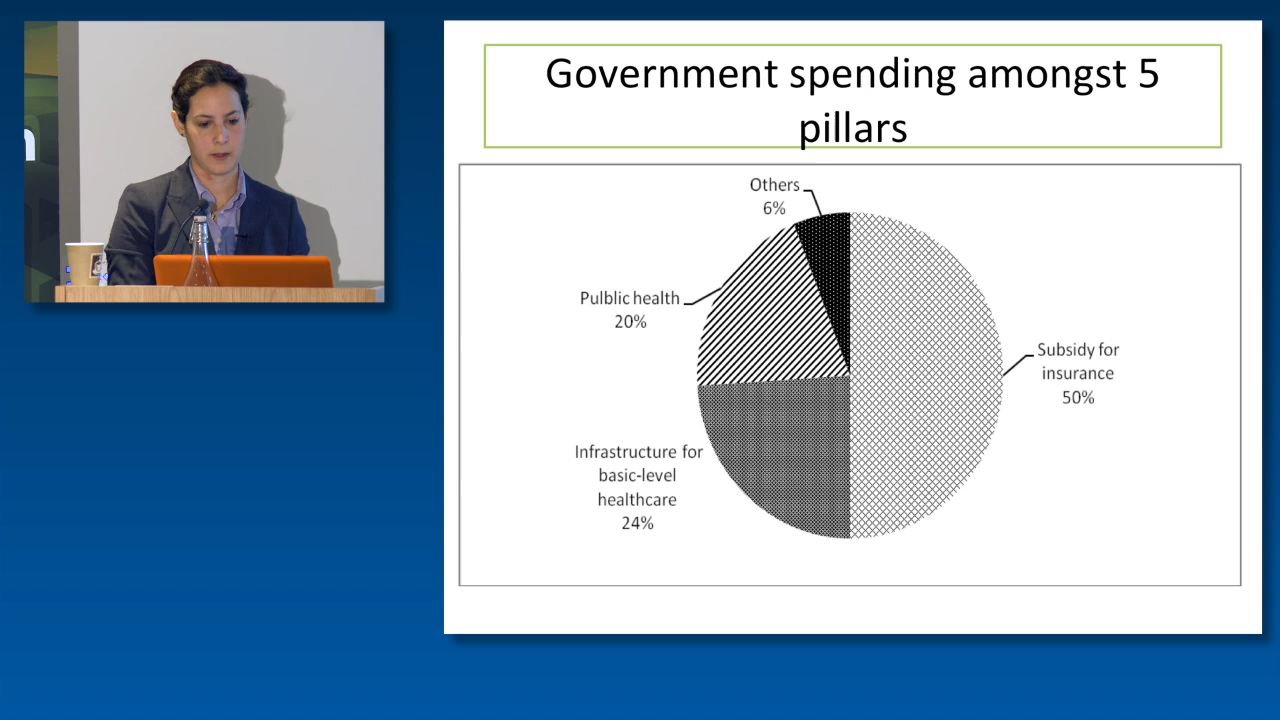 Government spending amongst 5
pillars
Others
6%
Pulblic health
20%
Subsidy for
insurance
50%
Infrastructure for
basic-level
healthcare
24%